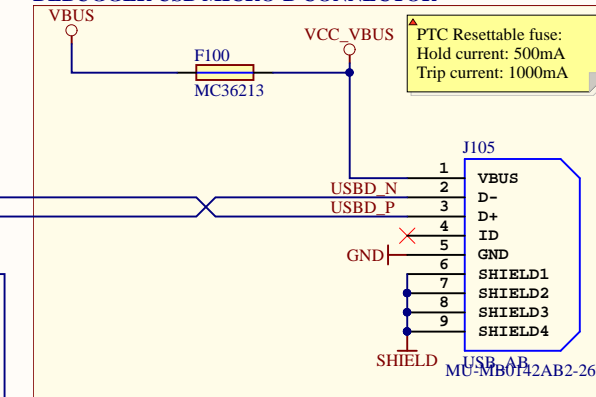 VBUS
VCC_VBUS
PTC Resettable fuse:
Hold current: 500mA
Trip current: 1000mA
F100
MC36213
J105
1 VBUS
USBD_N 2 D-
USBD_P 3 D+
4 ID
GND 5 GND
6 SHIELD1
7 SHIELD2
8 SHIELD3
9 SHIELD4
SHIELD
USB_AB
MU-MB0142AB2-26